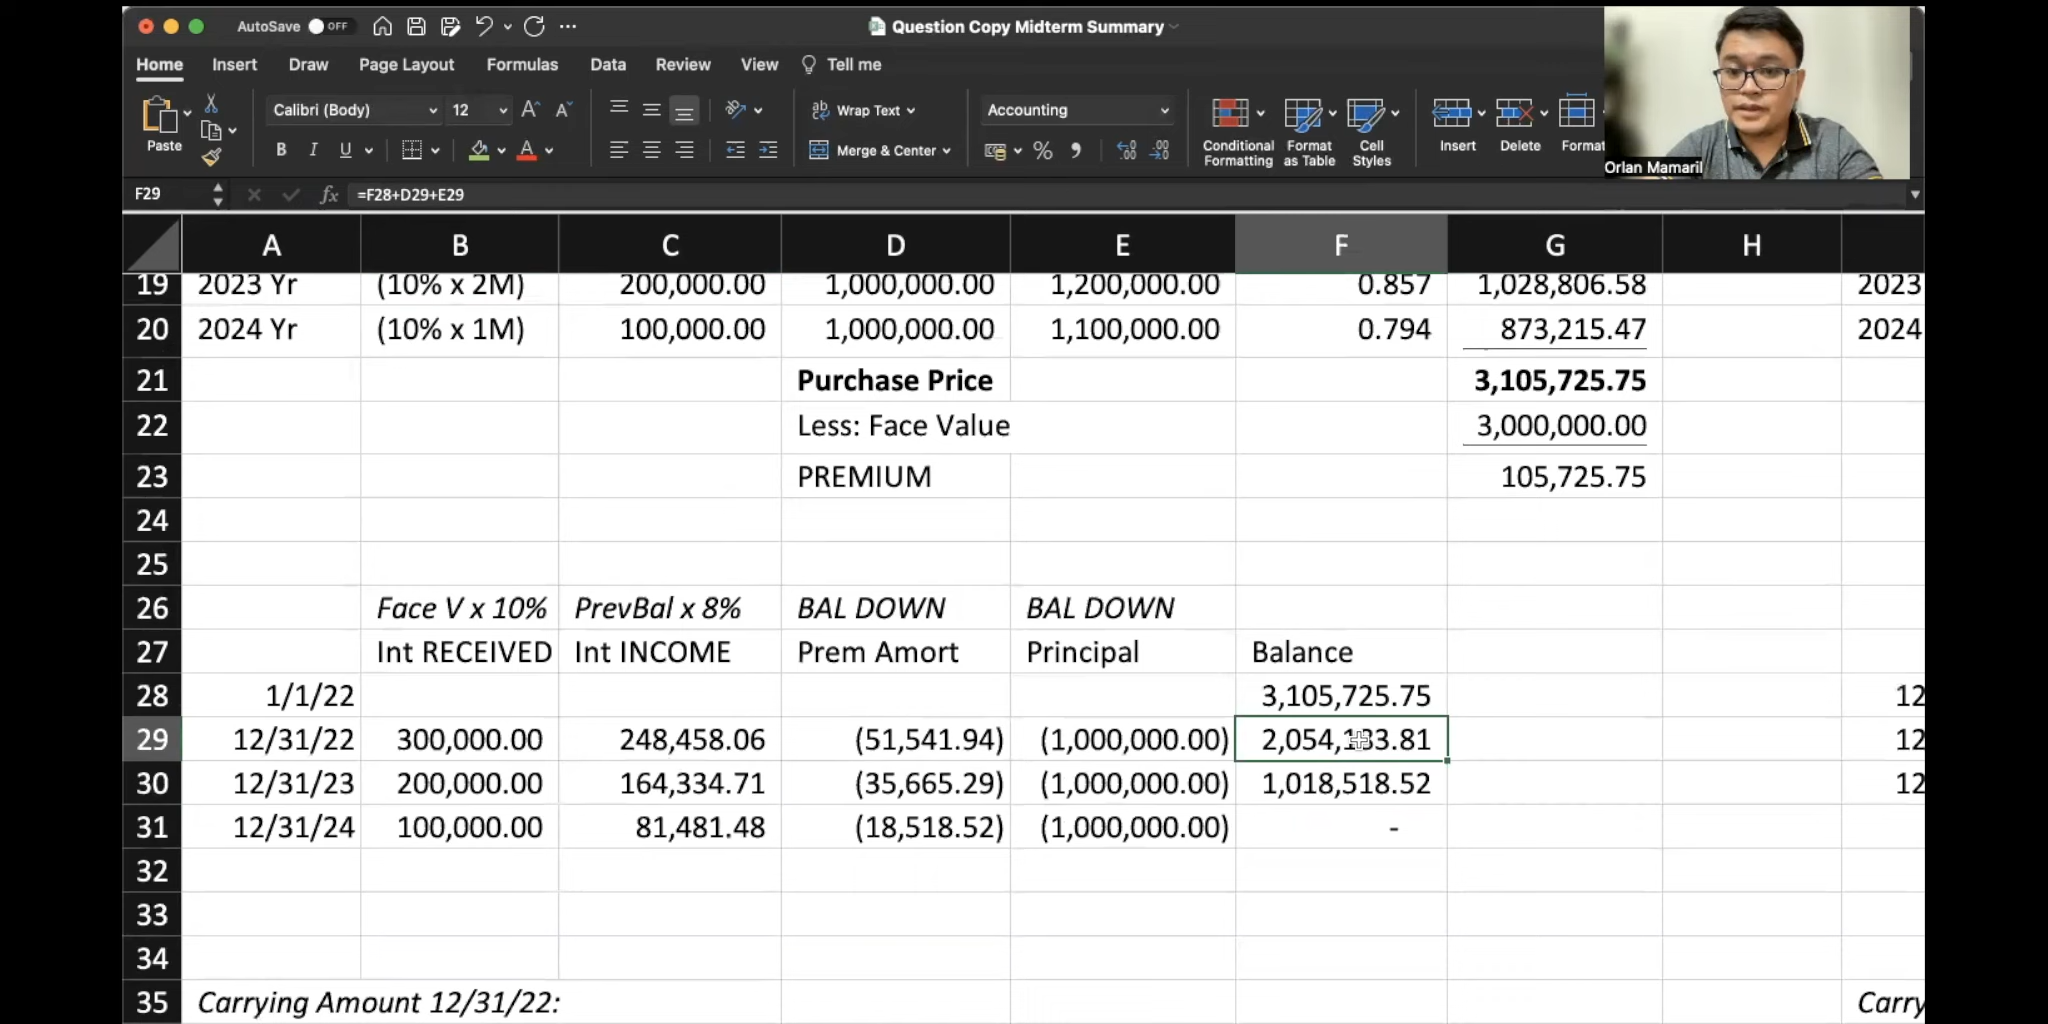 AutoSave OFF Question Copy Midterm Summary
Home Insert Draw Page Layout Formulas Data Review View Tell me
Paste Calibri (Body) 12 A^ A˅ ab Wrap Text Accounting Conditional Formatting Format as Table Cell Styles Insert Delete Format
B I U A Merge & Center % 9
Orlan Mamaril
F29 fx =F28+D29+E29
A B C D E F G H
19 2023 Yr (10% x 2M) 200,000.00 1,000,000.00 1,200,000.00 0.857 1,028,806.58 2023
20 2024 Yr (10% x 1M) 100,000.00 1,000,000.00 1,100,000.00 0.794 873,215.47 2024
21 Purchase Price 3,105,725.75
22 Less: Face Value 3,000,000.00
23 PREMIUM 105,725.75
24
25
26 Face V x 10% PrevBal x 8% BAL DOWN BAL DOWN
27 Int RECEIVED Int INCOME Prem Amort Principal Balance
28 1/1/22 3,105,725.75 12
29 12/31/22 300,000.00 248,458.06 (51,541.94) (1,000,000.00) 2,054,183.81 12
30 12/31/23 200,000.00 164,334.71 (35,665.29) (1,000,000.00) 1,018,518.52 12
31 12/31/24 100,000.00 81,481.48 (18,518.52) (1,000,000.00) -
32
33
34
35 Carrying Amount 12/31/22: Carry